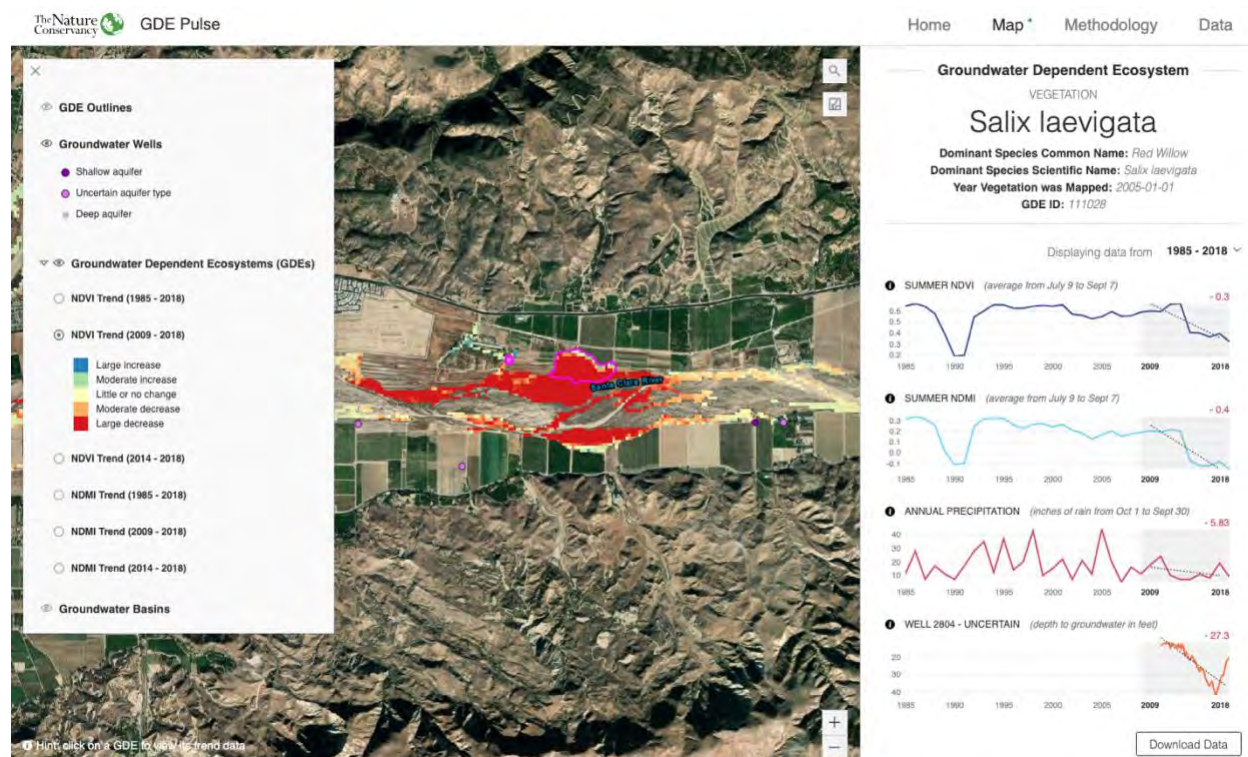 The Nature
Conservancy
GDE Pulse
Home
Map
Methodology
Data
GDE Outlines
Groundwater Wells
Shallow aquifer
Uncertain aquifer type
Deep aquifer
Groundwater Dependent Ecosystems (GDEs)
NDVI Trend (1985 - 2018)
NDVI Trend (2009 - 2018)
Large increase
Moderate increase
Little or no change
Moderate decrease
Large decrease
NDVI Trend (2014 - 2018)
NDMI Trend (1985 - 2018)
NDMI Trend (2009 - 2018)
NDMI Trend (2014 - 2018)
Groundwater Basins
Hint: click on a GDE to view its trend data
Santa Clara River
Groundwater Dependent Ecosystem
VEGETATION
Salix laevigata
Dominant Species Common Name: Red Willow
Dominant Species Scientific Name: Salix laevigata
Year Vegetation was Mapped: 2005-01-01
GDE ID: 111028
Displaying data from 1985 - 2018
SUMMER NDVI (average from July 9 to Sept 7)
- 0.3
0.5
0.4
0.3
0.2
1985 1990 1995 2000 2005 2009 2018
SUMMER NDMI (average from July 9 to Sept 7)
- 0.4
0.3
0.2
0.1
0.0
-0.1
1985 1990 1995 2000 2005 2009 2018
ANNUAL PRECIPITATION (inches of rain from Oct 1 to Sept 30)
- 5.83
40
30
20
10
1985 1990 1995 2000 2005 2009 2018
WELL 2804 - UNCERTAIN (depth to groundwater in feet)
- 27.3
20
30
40
1985 1990 1995 2000 2005 2009 2018
Download Data